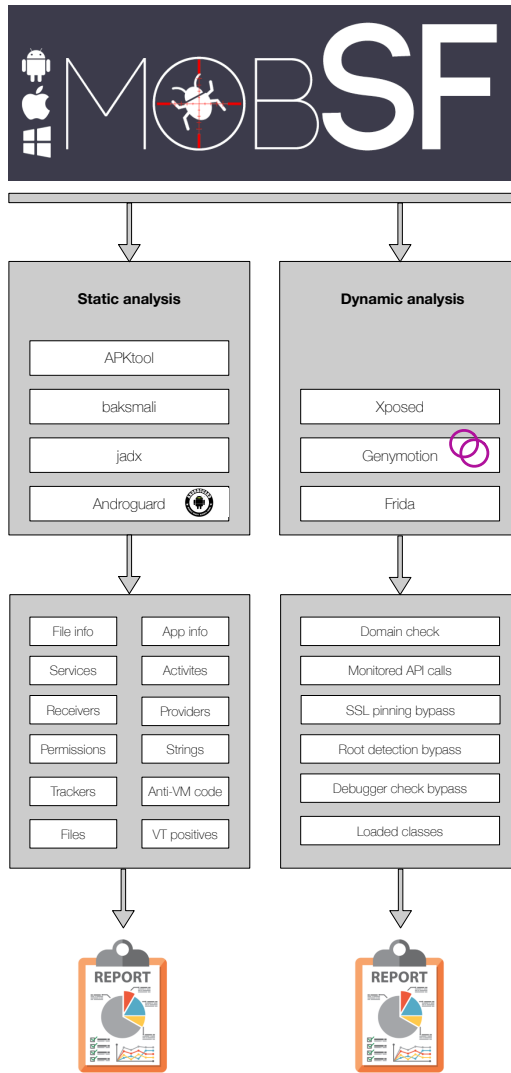 MOBSF
Static analysis
APKtool
baksmali
jadx
Androguard
Dynamic analysis
Xposed
Genymotion
Frida
File info
App info
Services
Activites
Receivers
Providers
Permissions
Strings
Trackers
Anti-VM code
Files
VT positives
Domain check
Monitored API calls
SSL pinning bypass
Root detection bypass
Debugger check bypass
Loaded classes
REPORT
REPORT